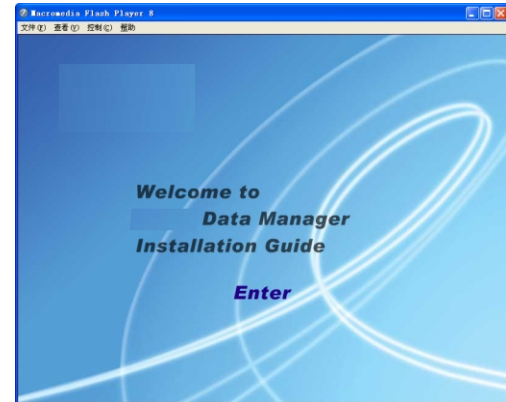 Macromedia Flash Player 8
文件(F) 查看(V) 控制(C) 帮助
Welcome to
Data Manager
Installation Guide
Enter